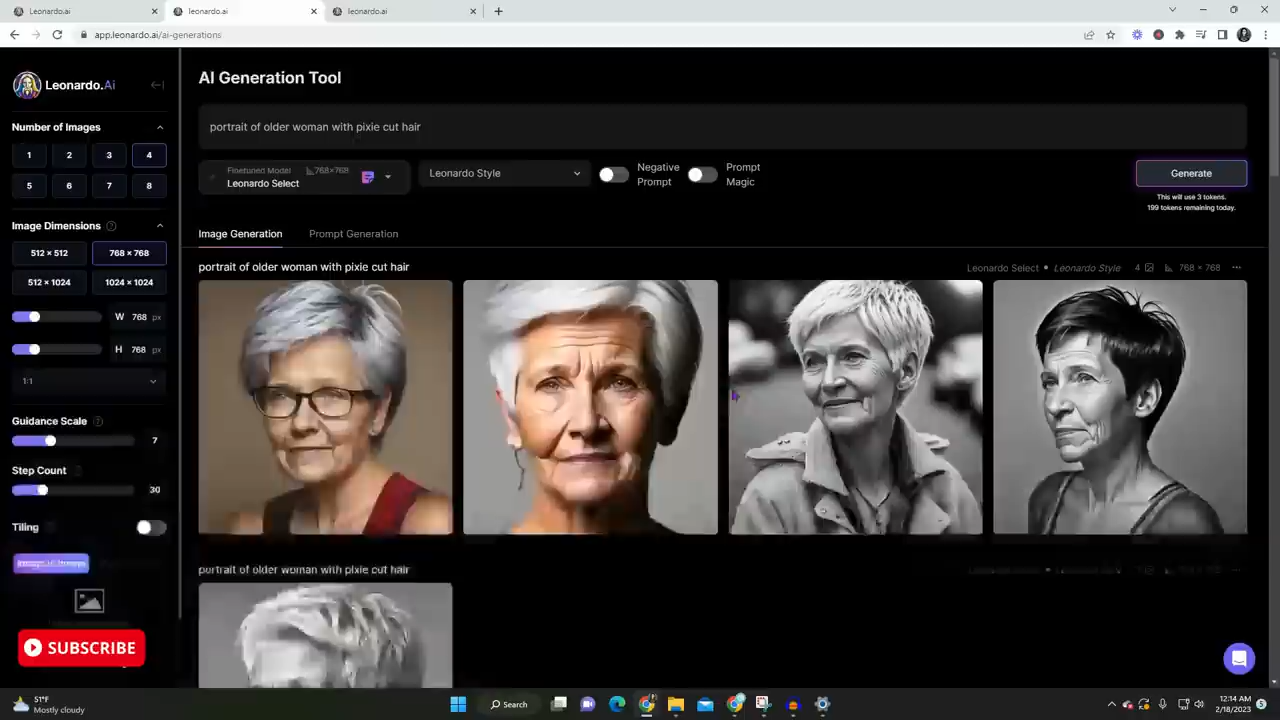 Leonardo.ai
Leonardo.ai
Leonardo.ai
app.leonardo.ai/ai-generations
Leonardo.Ai
Number of Images
1 2 3 4
5 6 7 8
Image Dimensions
512 × 512 768 × 768
512 × 1024 1024 × 1024
W 768 px
H 768 px
1:1
Guidance Scale
7
Step Count
30
Tiling
SUBSCRIBE
AI Generation Tool
portrait of older woman with pixie cut hair
Finetuned Model 768×768
Leonardo Select
Leonardo Style
Negative
Prompt
Prompt
Magic
Generate
This will use 3 tokens.
199 tokens remaining today.
Image Generation Prompt Generation
portrait of older woman with pixie cut hair
Leonardo Select • Leonardo Style 4 768 × 768
portrait of older woman with pixie cut hair
51°F
Mostly cloudy
Search
12:14 AM
2/18/2023